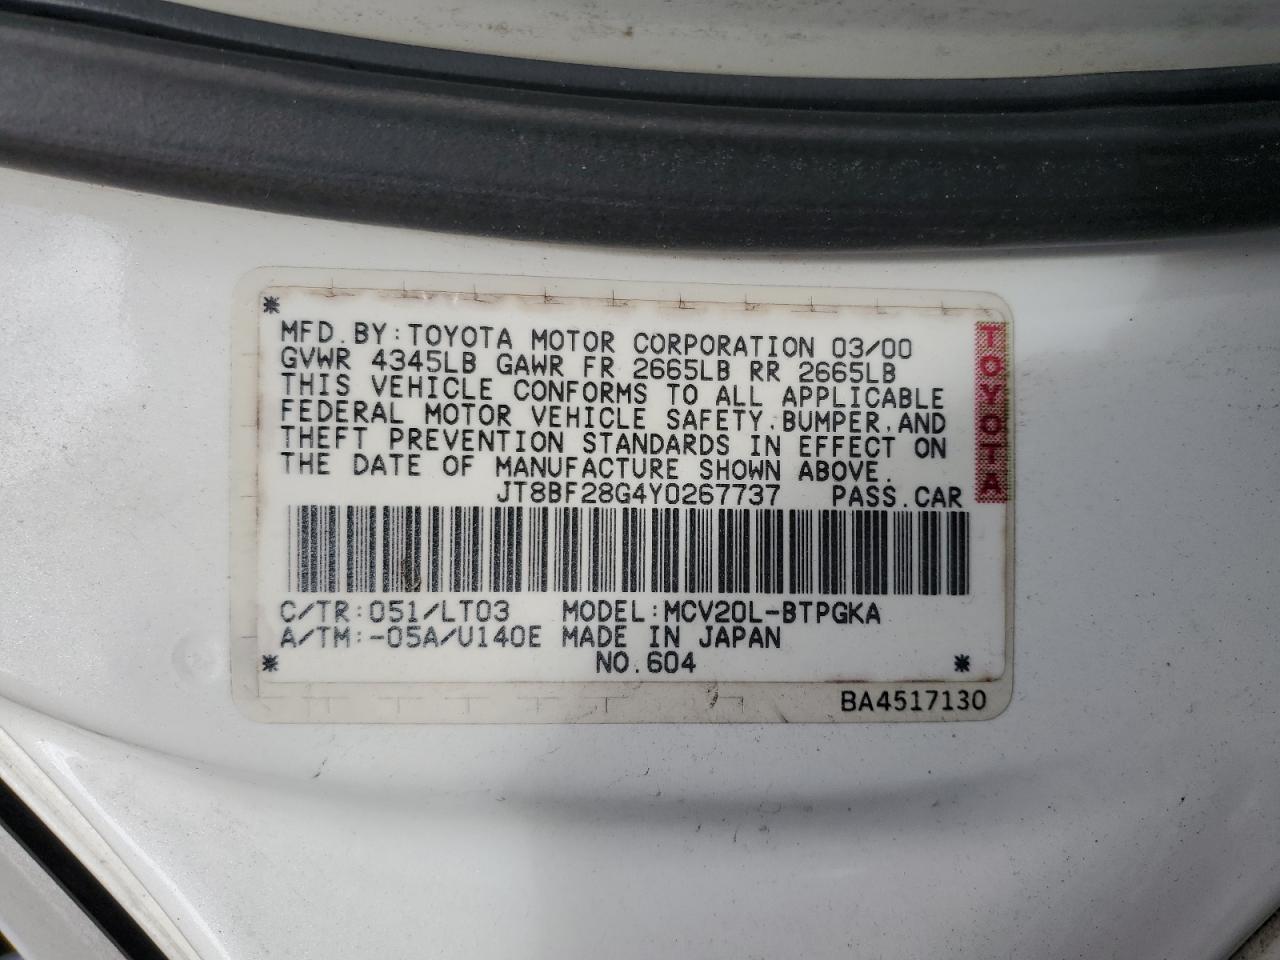 MFD.BY:TOYOTA MOTOR CORPORATION 03/00
GVWR 4345LB GAWR FR 2665LB RR 2665LB
THIS VEHICLE CONFORMS TO ALL APPLICABLE
FEDERAL MOTOR VEHICLE SAFETY,BUMPER,AND
THEFT PREVENTION STANDARDS IN EFFECT ON
THE DATE OF MANUFACTURE SHOWN ABOVE.
JT8BF28G4Y0267737 PASS.CAR
TOYOTA
C/TR:051/LT03 MODEL:MCV20L-BTPGKA
A/TM:-05A/U140E MADE IN JAPAN
NO.604
BA4517130